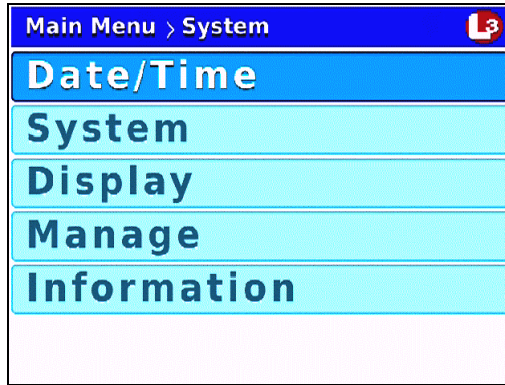 Main Menu > System L3
Date/Time
System
Display
Manage
Information